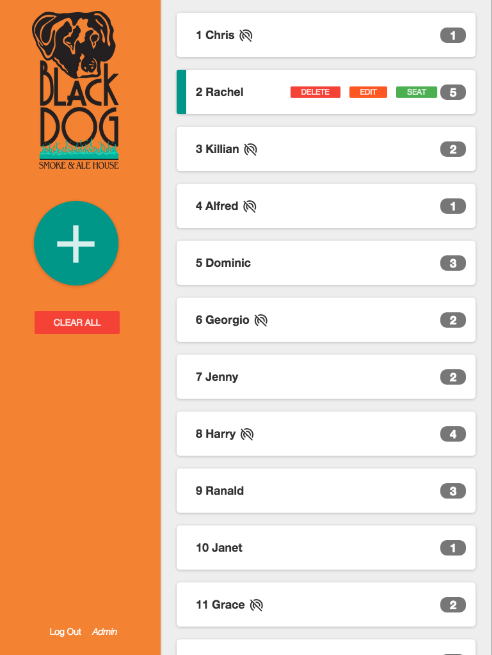 BLACK
DOG
SMOKE & ALE HOUSE
CLEAR ALL
Log Out Admin
1 Chris 1
2 Rachel DELETE EDIT SEAT 5
3 Killian 2
4 Alfred 1
5 Dominic 3
6 Georgio 2
7 Jenny 2
8 Harry 4
9 Ranald 3
10 Janet 1
11 Grace 2